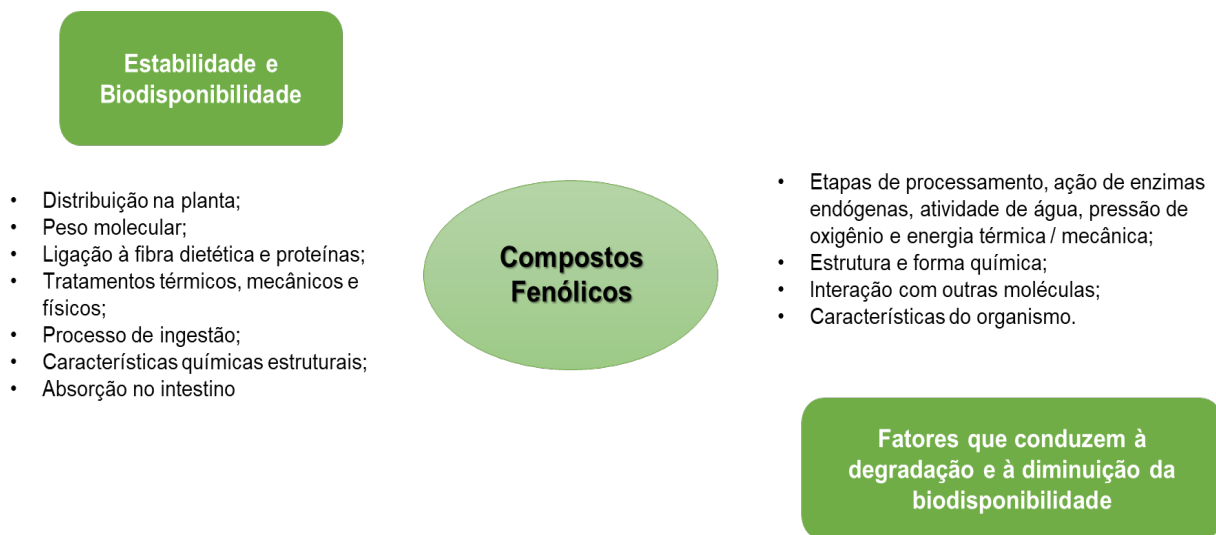 Estabilidade e
Biodisponibilidade
• Distribuição na planta;
• Peso molecular;
• Ligação à fibra dietética e proteínas;
• Tratamentos térmicos, mecânicos e
físicos;
• Processo de ingestão;
• Características químicas estruturais;
• Absorção no intestino
Compostos
Fenólicos
• Etapas de processamento, ação de enzimas
endógenas, atividade de água, pressão de
oxigênio e energia térmica / mecânica;
• Estrutura e forma química;
• Interação com outras moléculas;
• Características do organismo.
Fatores que conduzem à
degradação e à diminuição da
biodisponibilidade